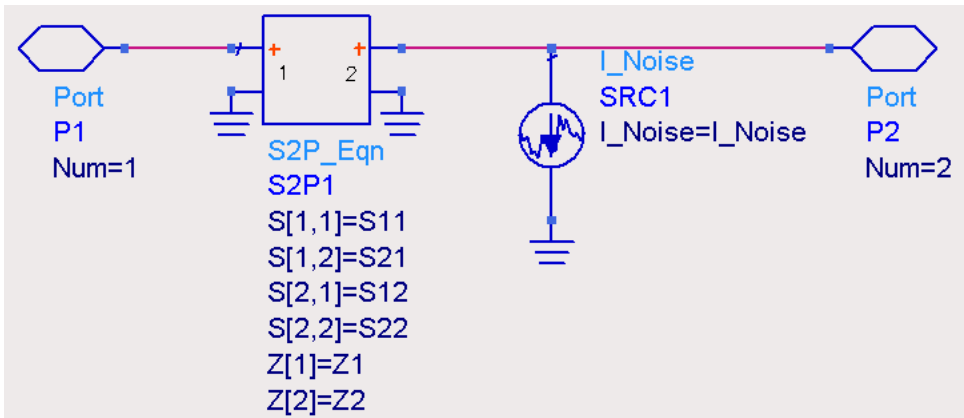 +
+
1
2
Port
P1
Num=1
S2P_Eqn
S2P1
S[1,1]=S11
S[1,2]=S21
S[2,1]=S12
S[2,2]=S22
Z[1]=Z1
Z[2]=Z2
I_Noise
SRC1
I_Noise=I_Noise
Port
P2
Num=2